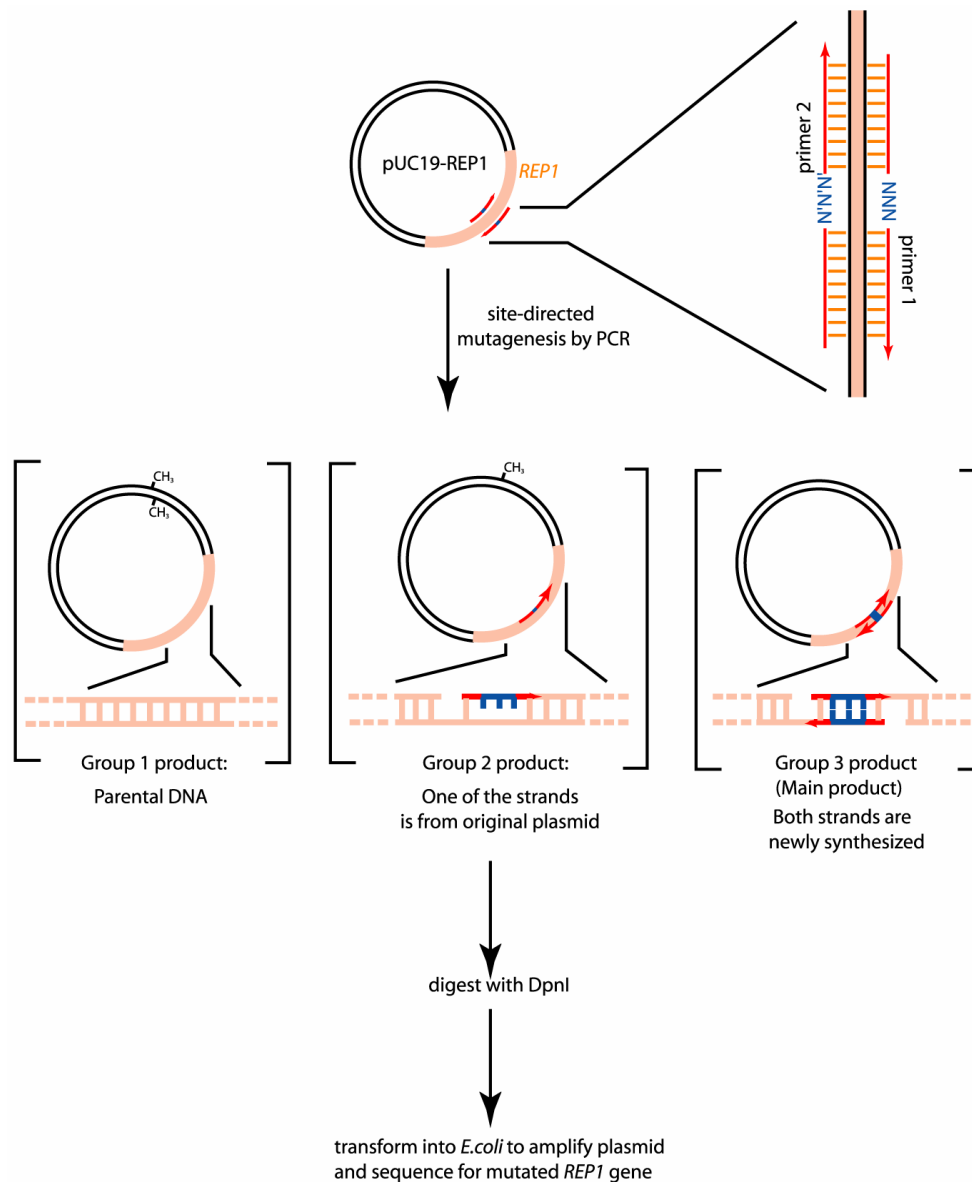 pUC19-REP1
REP1
primer 2
N'N'N'
NNN
primer 1
site-directed
mutagenesis by PCR
CH3
CH3
CH3
Group 1 product:
Parental DNA
Group 2 product:
One of the strands
is from original plasmid
Group 3 product
(Main product)
Both strands are
newly synthesized
digest with DpnI
transform into E.coli to amplify plasmid
and sequence for mutated REP1 gene